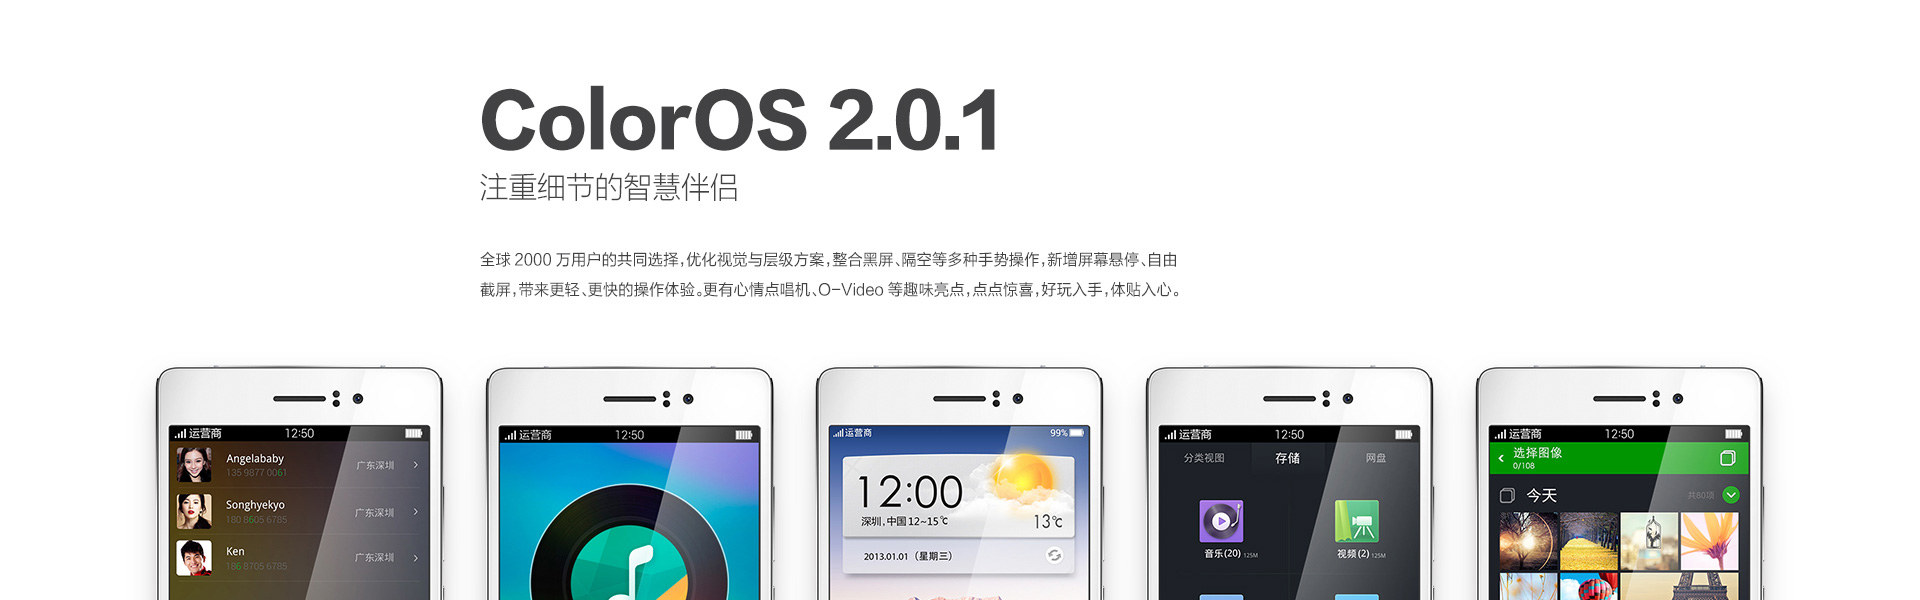 ColorOS 2.0.1
注重细节的智慧伴侣
全球 2000 万用户的共同选择，优化视觉与层级方案，整合黑屏、隔空等多种手势操作，新增屏幕悬停、自由
截屏，带来更轻、更快的操作体验。更有心情点唱机、O-Video 等趣味亮点，点点惊喜，好玩入手，体贴入心。
运营商 12:50
Angelababy
135 9877 0061
广东深圳
Songhyekyo
180 8605 6785
广东深圳
Ken
186 8705 6785
广东深圳
运营商 12:50
运营商 99%
12:00
深圳，中国 12~15℃
13℃
2013.01.01（星期三）
运营商 12:50
分类视图 存储 网盘
音乐(20) 125M
视频(2) 125M
运营商 12:50
选择图像
0/108
今天
共80项